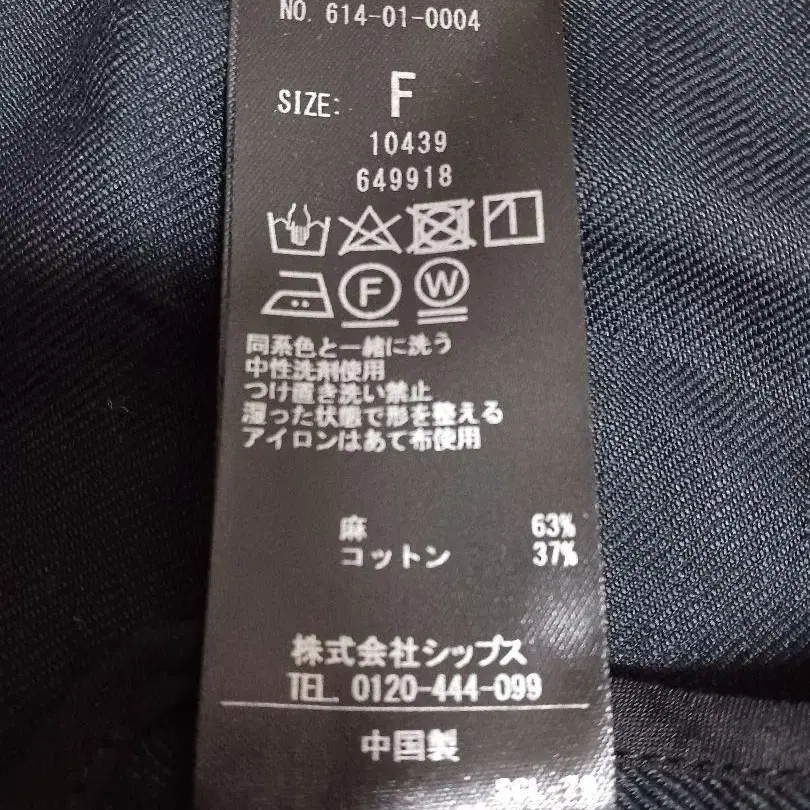 NO. 614-01-0004
SIZE: F
10439
649918
F W
同系色と一緒に洗う
中性洗剤使用
つけ置き洗い禁止
湿った状態で形を整える
アイロンはあて布使用
麻 63%
コットン 37%
株式会社シップス
TEL. 0120-444-099
中国製